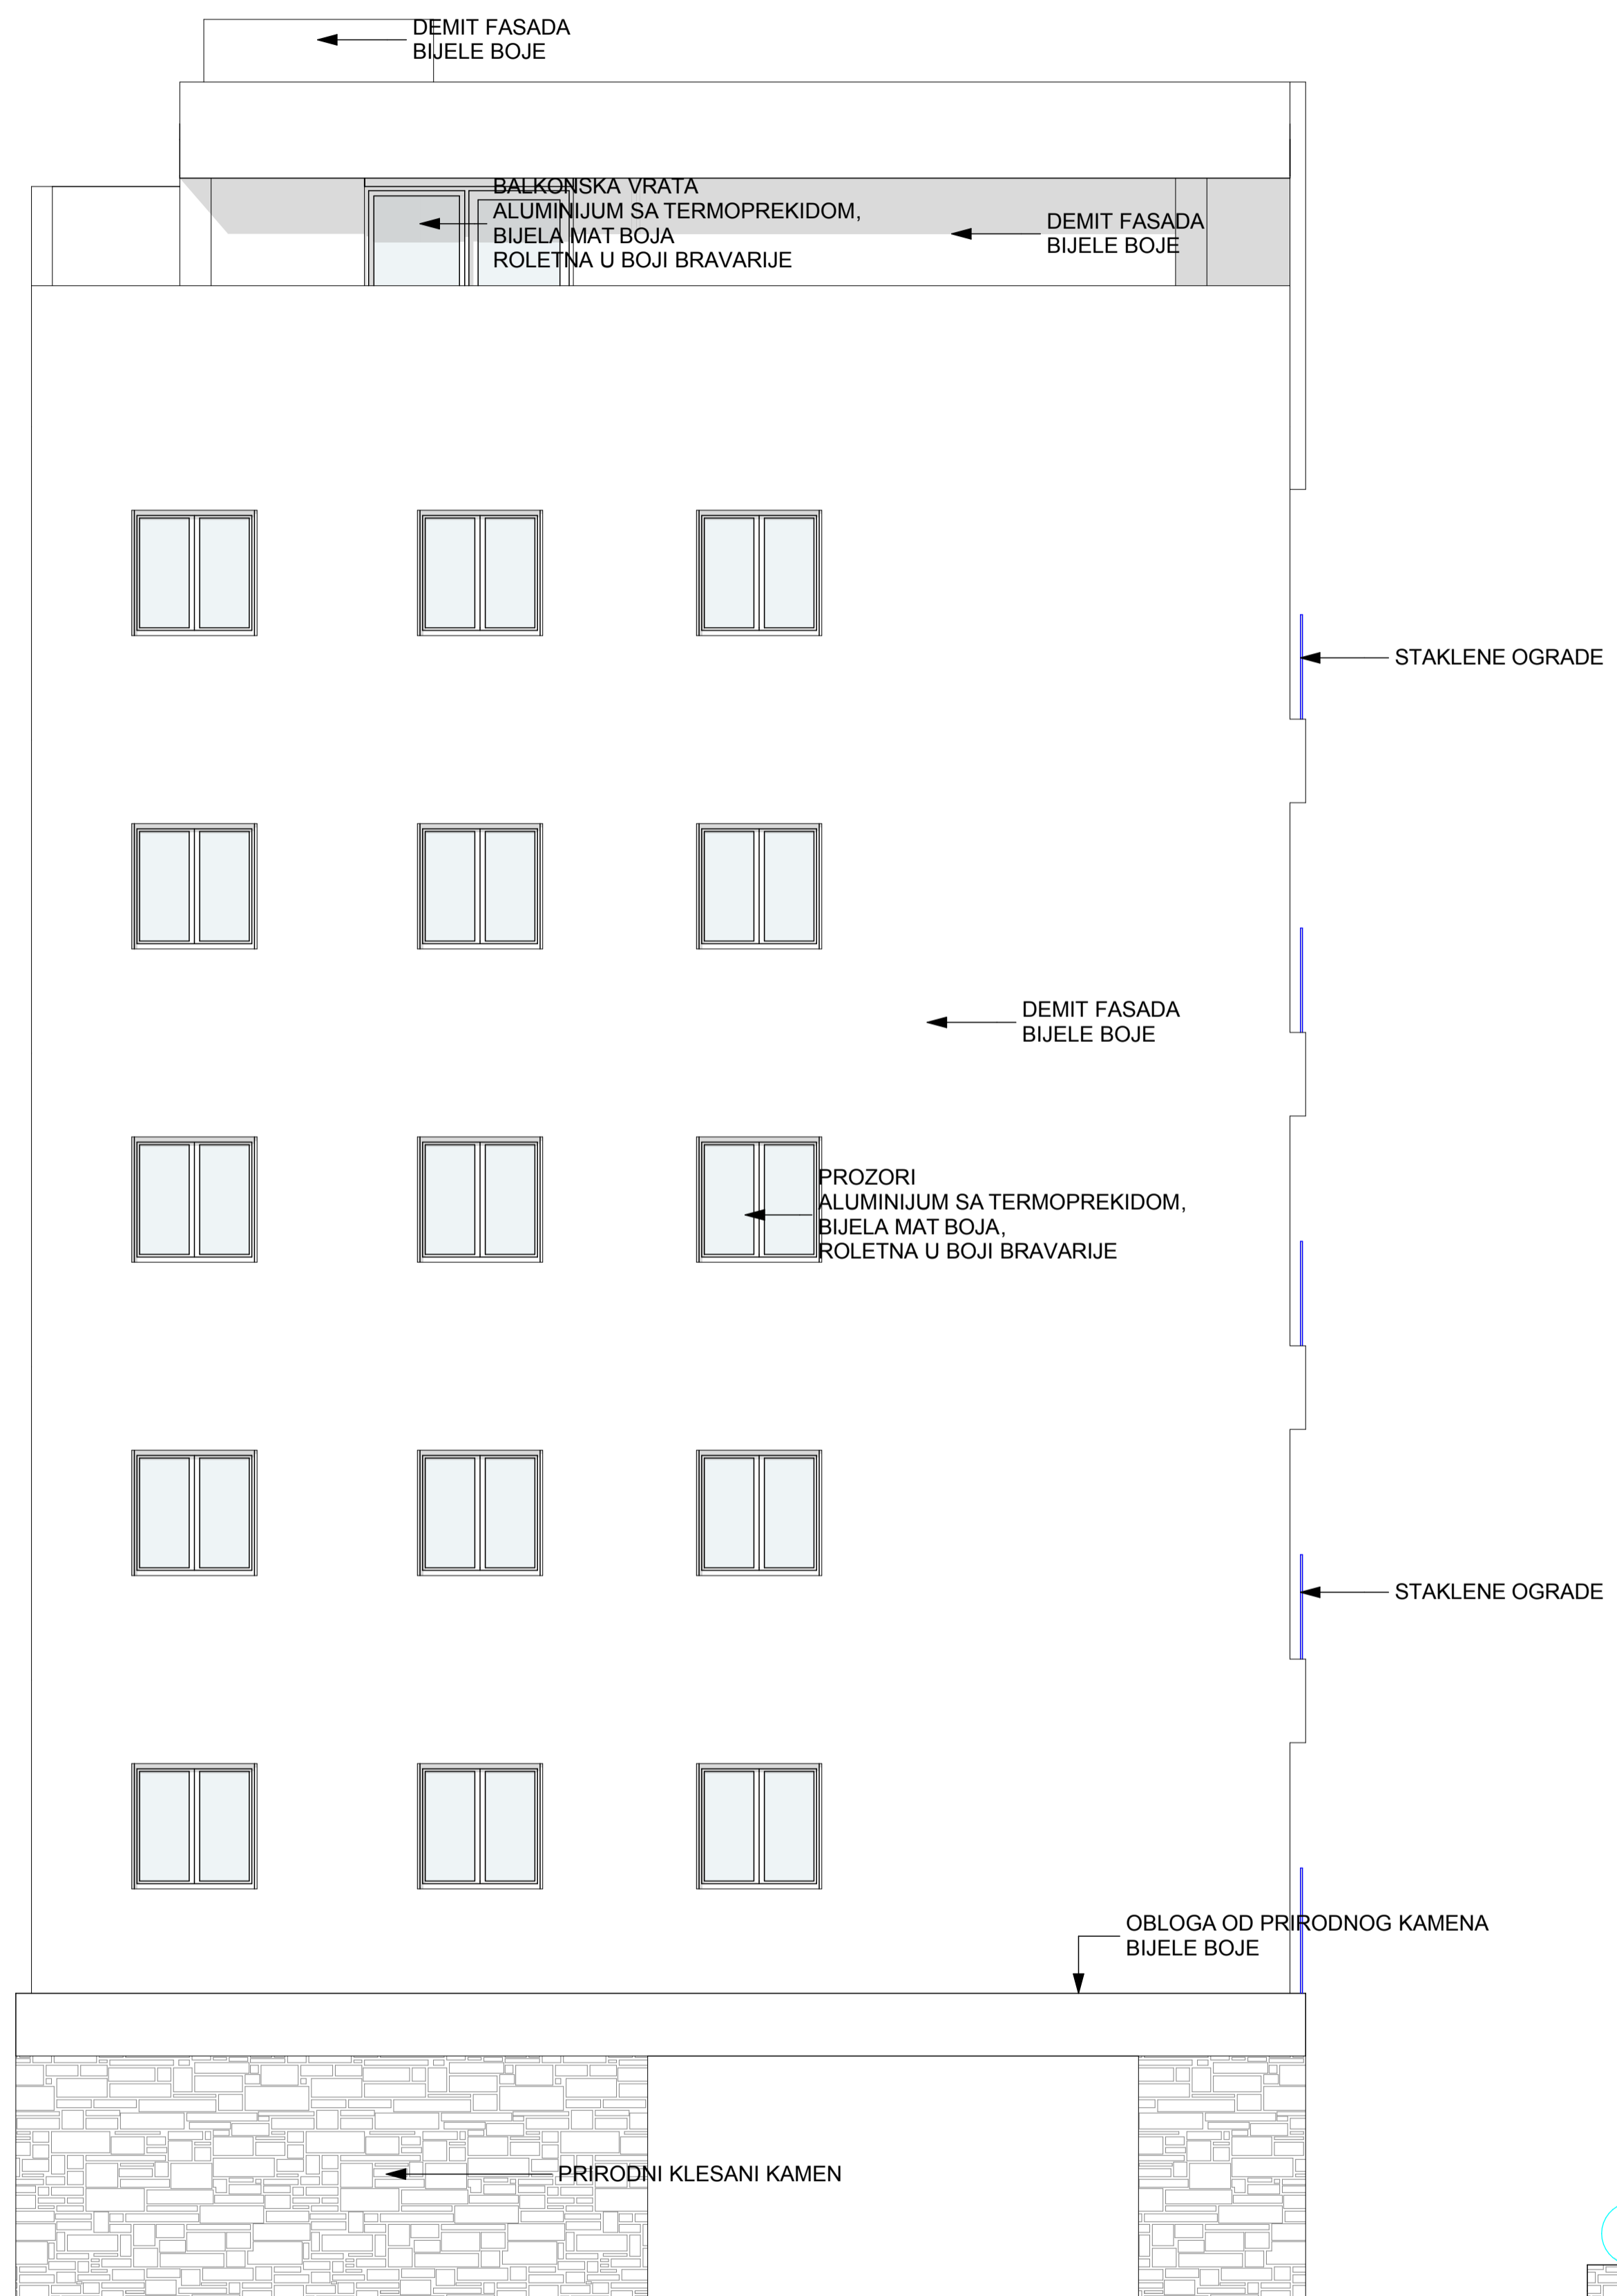 DEMIT FASADA
BIJELE BOJE
BALKONSKA VRATA
ALUMINIJUM SA TERMOPREKIDOM,
BIJELA MAT BOJA
ROLETNA U BOJI BRAVARIJE
DEMIT FASADA
BIJELE BOJE
STAKLENE OGRADE
DEMIT FASADA
BIJELE BOJE
PROZORI
ALUMINIJUM SA TERMOPREKIDOM,
BIJELA MAT BOJA,
ROLETNA U BOJI BRAVARIJE
STAKLENE OGRADE
OBLOGA OD PRIRODNOG KAMENA
BIJELE BOJE
PRIRODNI KLESANI KAMEN